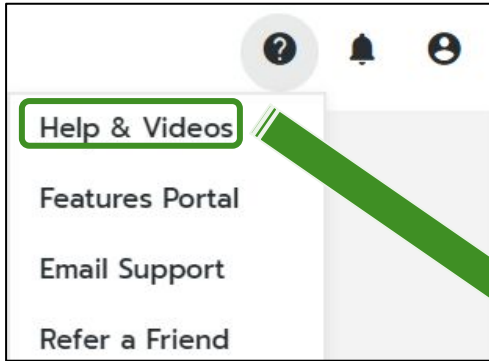 Help & Videos
Features Portal
Email Support
Refer a Friend